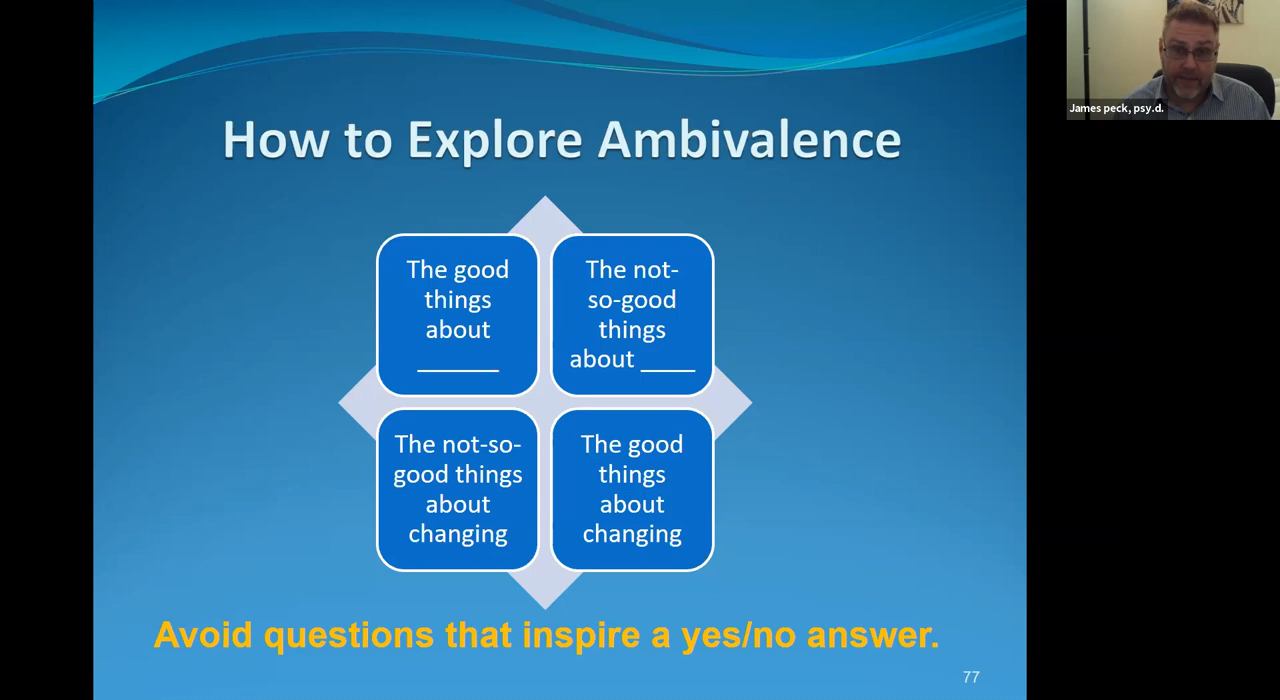 How to Explore Ambivalence
The good
things
about
_______
The not-
so-good
things
about ____
The not-so-
good things
about
changing
The good
things
about
changing
Avoid questions that inspire a yes/no answer.
77
James peck, psy.d.